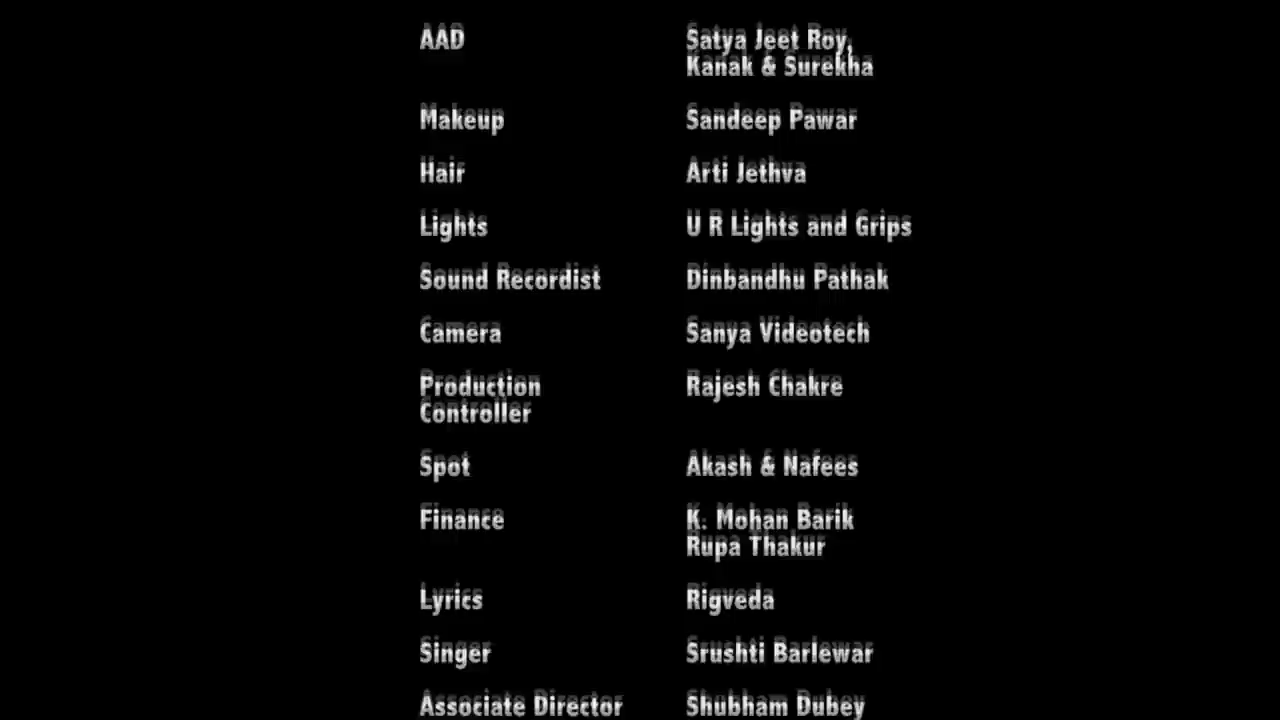 AAD Satya Jeet Roy,
Kanak & Surekha
Makeup Sandeep Pawar
Hair Arti Jethva
Lights U R Lights and Grips
Sound Recordist Dinbandhu Pathak
Camera Sanya Videotech
Production Rajesh Chakre
Controller
Spot Akash & Nafees
Finance K. Mohan Barik
Rupa Thakur
Lyrics Rigveda
Singer Srushti Barlewar
Associate Director Shubham Dubey